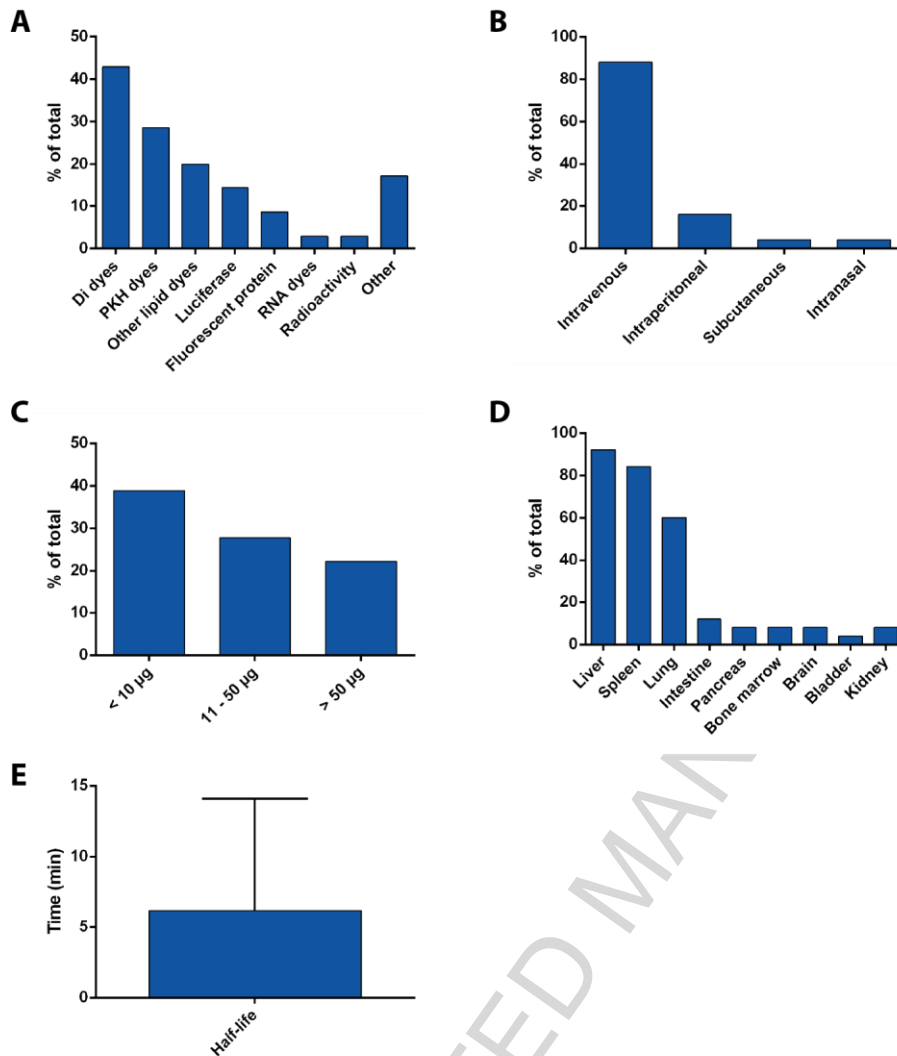 A
% of total
50
40
30
20
10
0
Di dyes
PKH dyes
Other lipid dyes
Luciferase
Fluorescent protein
RNA dyes
Radioactivity
Other
B
% of total
100
80
60
40
20
0
Intravenous
Intraperitoneal
Subcutaneous
Intranasal
C
% of total
50
40
30
20
10
0
< 10 µg
11 - 50 µg
> 50 µg
D
% of total
100
80
60
40
20
0
Liver
Spleen
Lung
Intestine
Pancreas
Bone marrow
Brain
Bladder
Kidney
E
Time (min)
15
10
5
0
Half-life
TED MAN